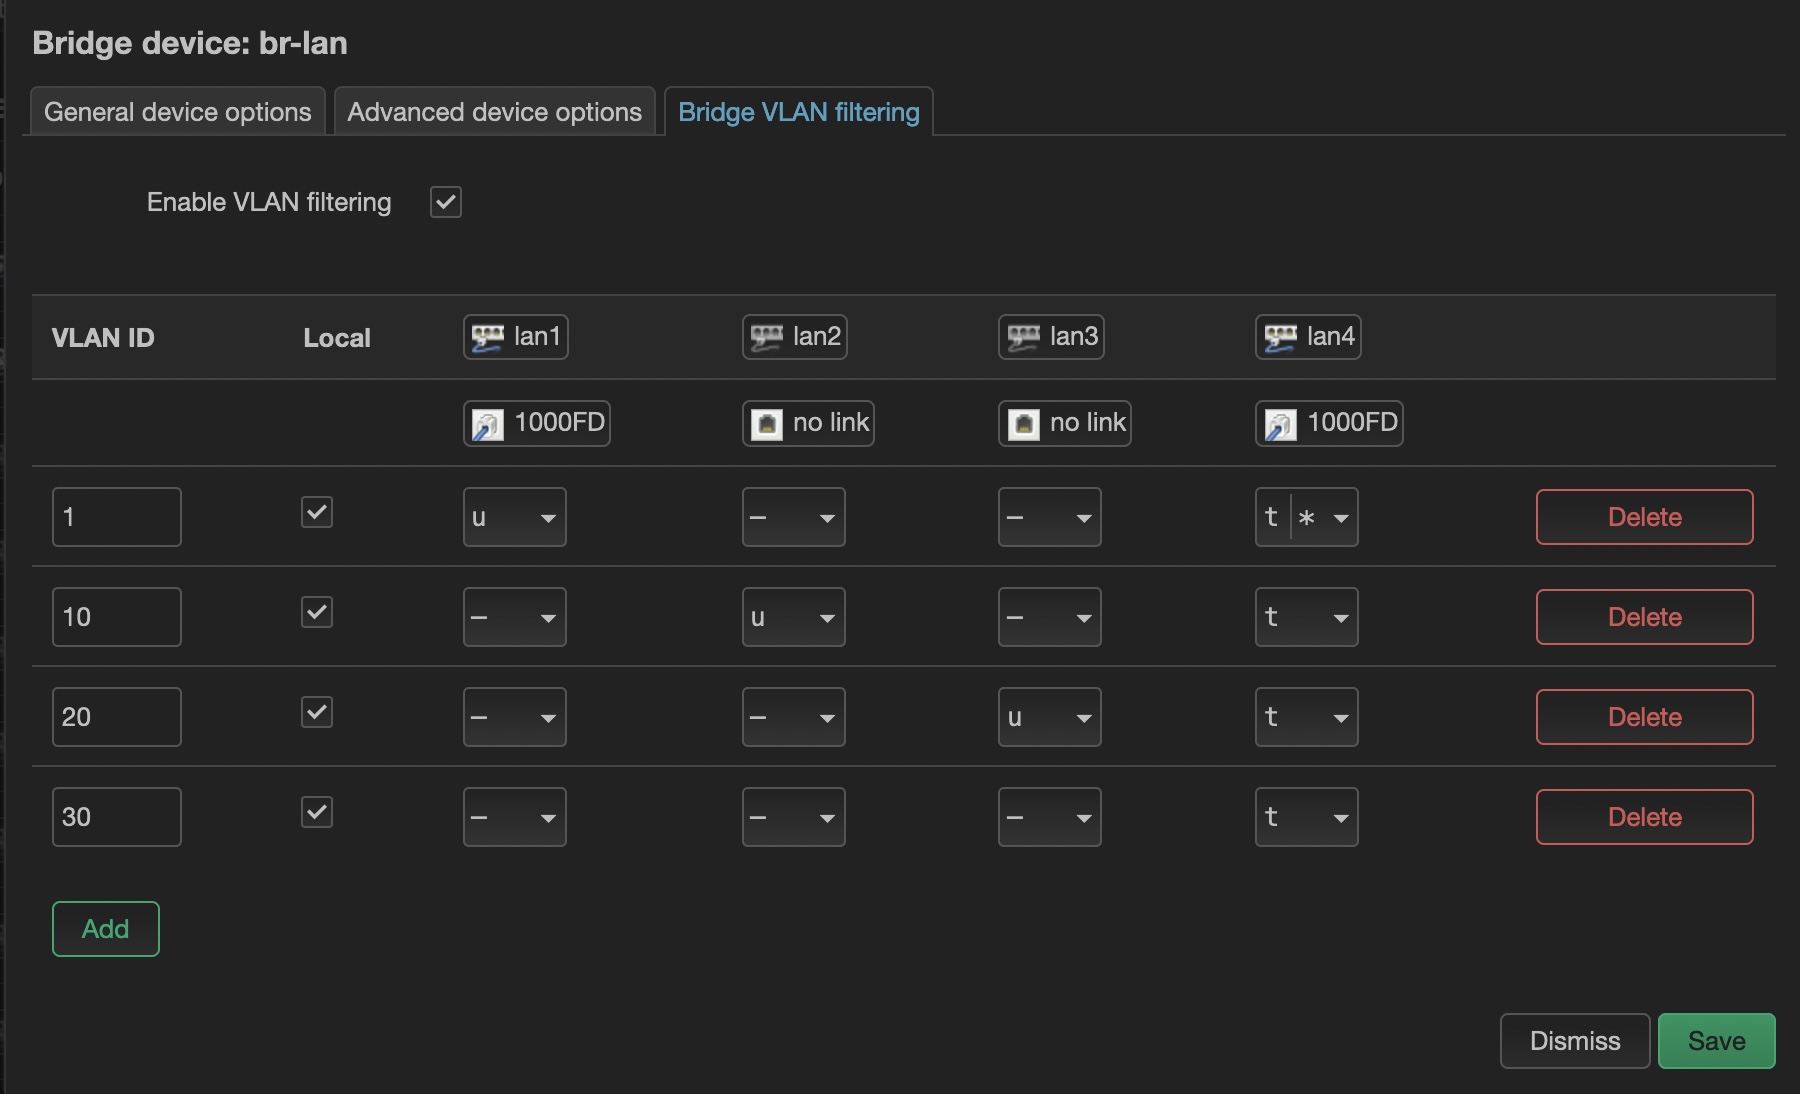 Bridge device: br-lan
General device options Advanced device options Bridge VLAN filtering
Enable VLAN filtering
VLAN ID Local lan1 lan2 lan3 lan4
1000FD no link no link 1000FD
1 u – – t * Delete
10 – u – t Delete
20 – – u t Delete
30 – – – t Delete
Add
Dismiss Save